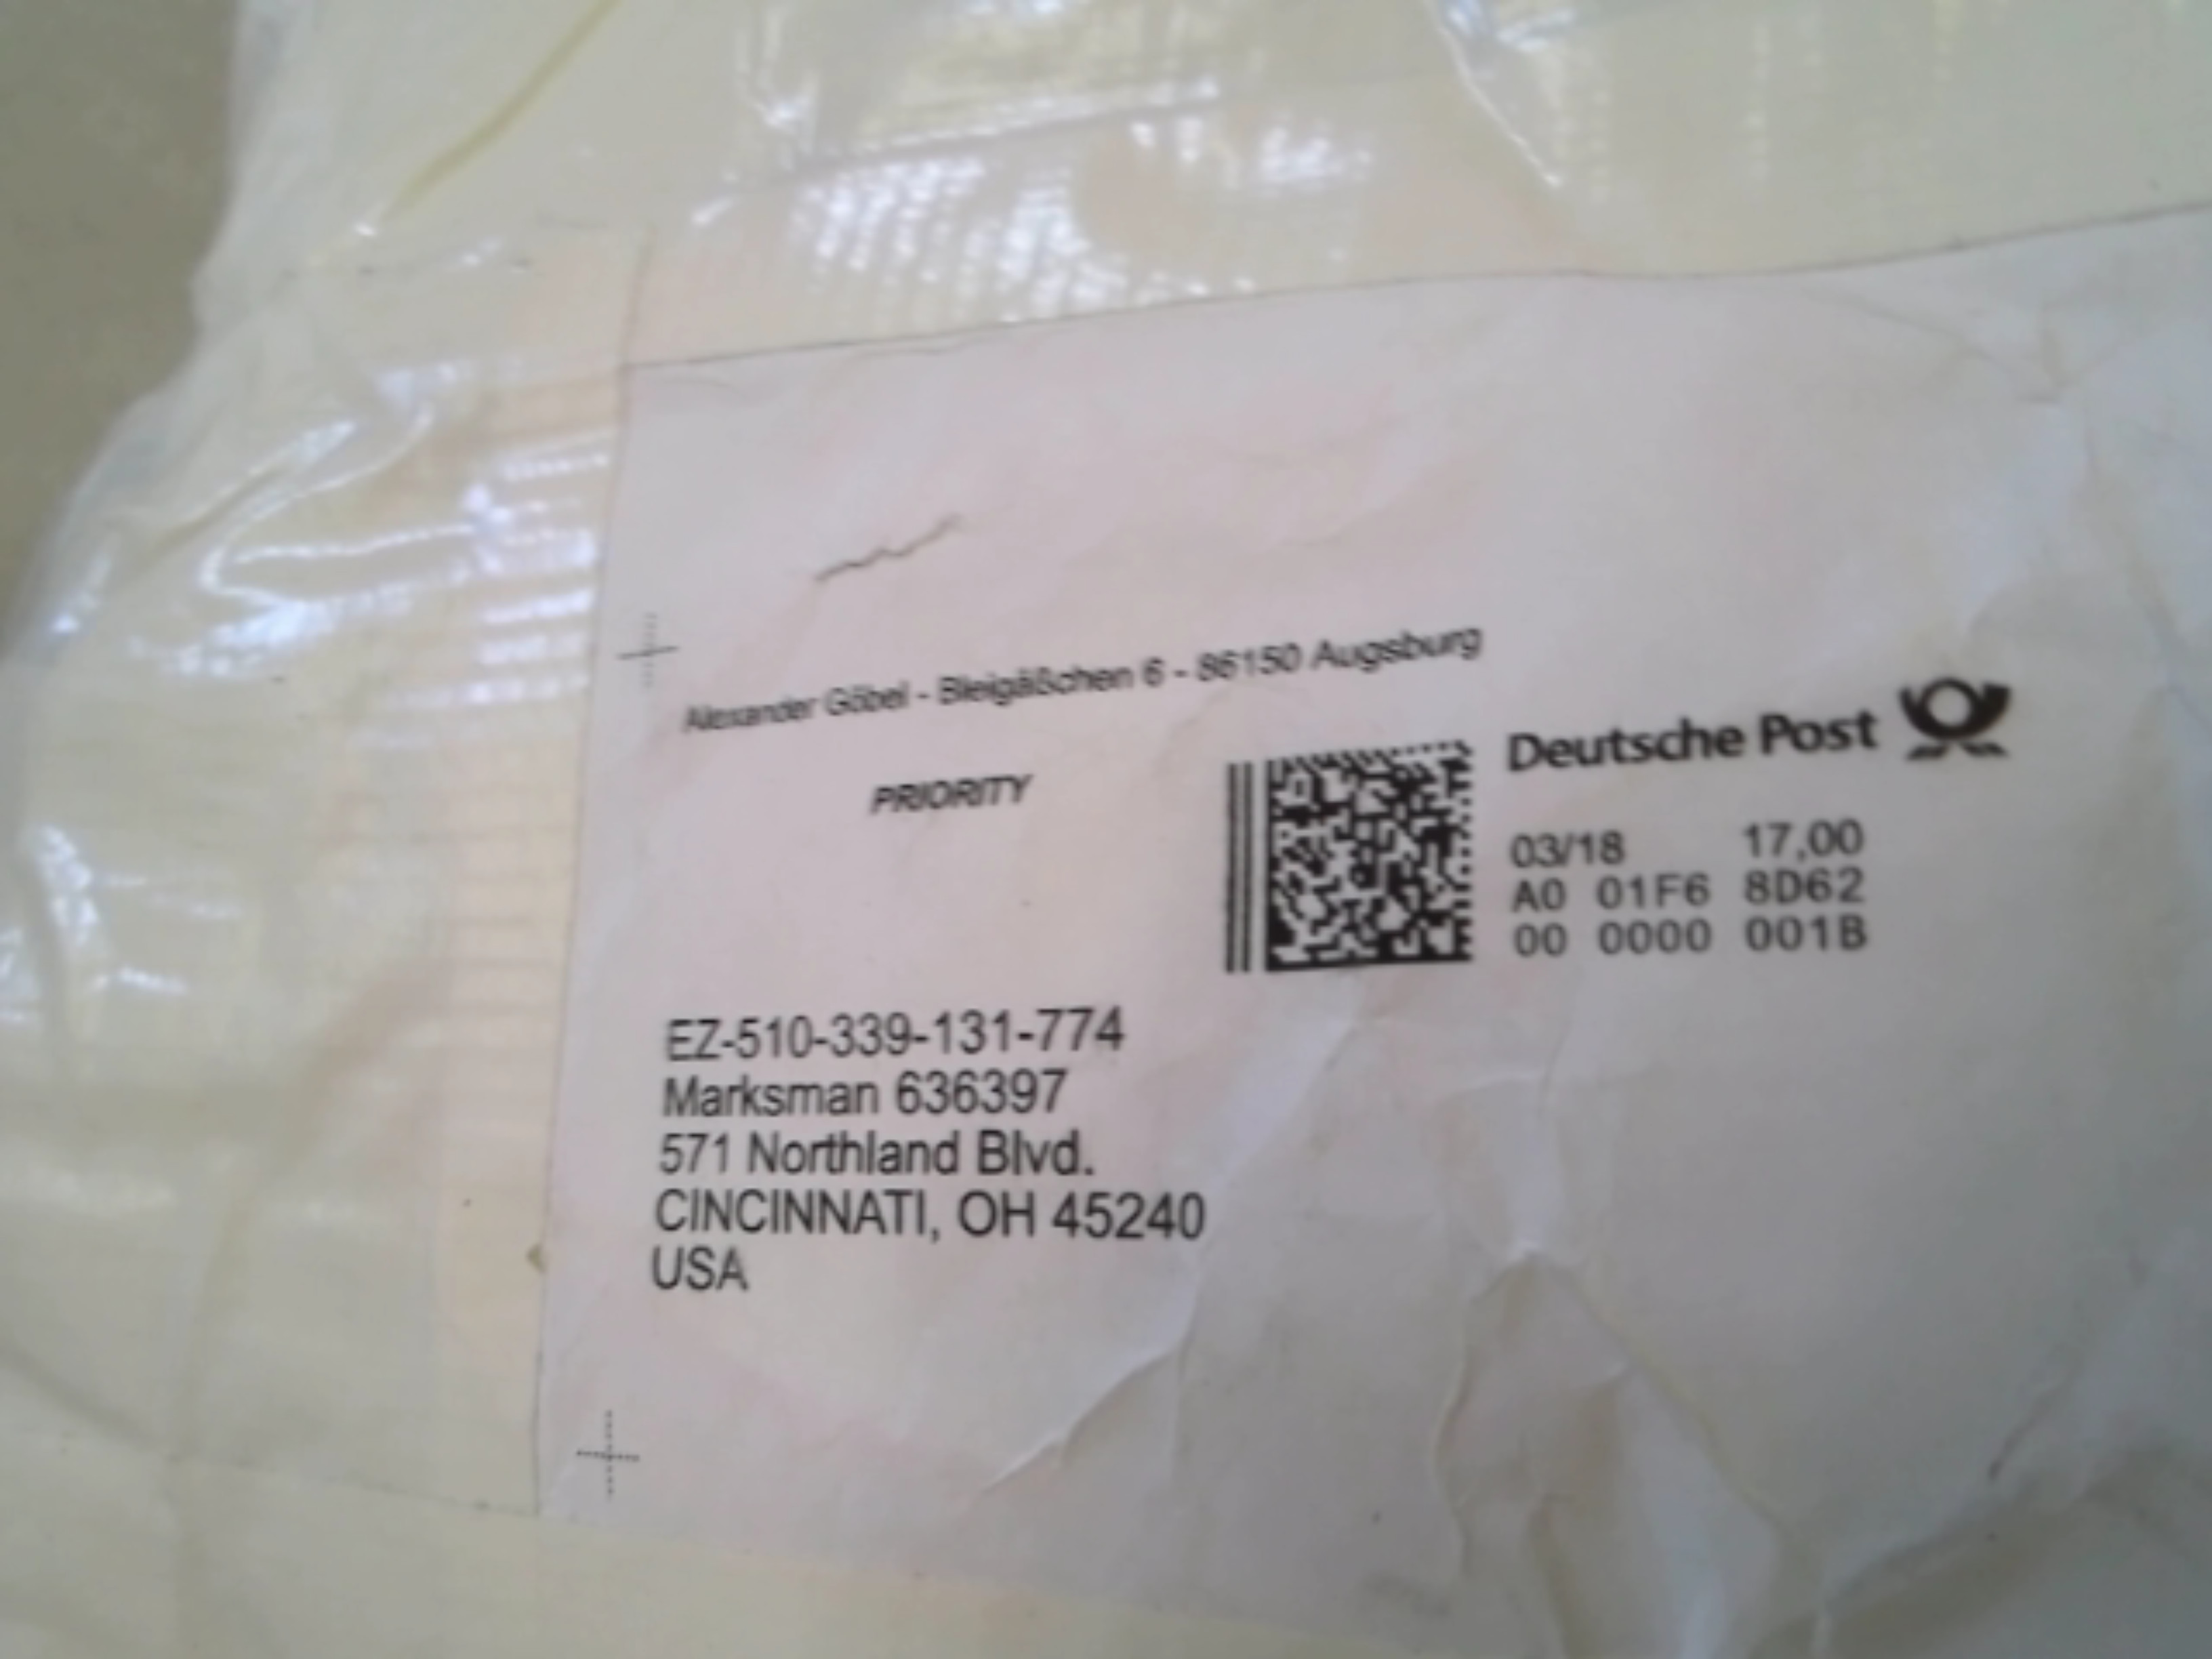 Alexander Göbel - Bleigäßchen 6 - 86150 Augsburg
PRIORITY
Deutsche Post
03/18 17,00
A0 01F6 8D62
00 0000 001B
EZ-510-339-131-774
Marksman 636397
571 Northland Blvd.
CINCINNATI, OH 45240
USA